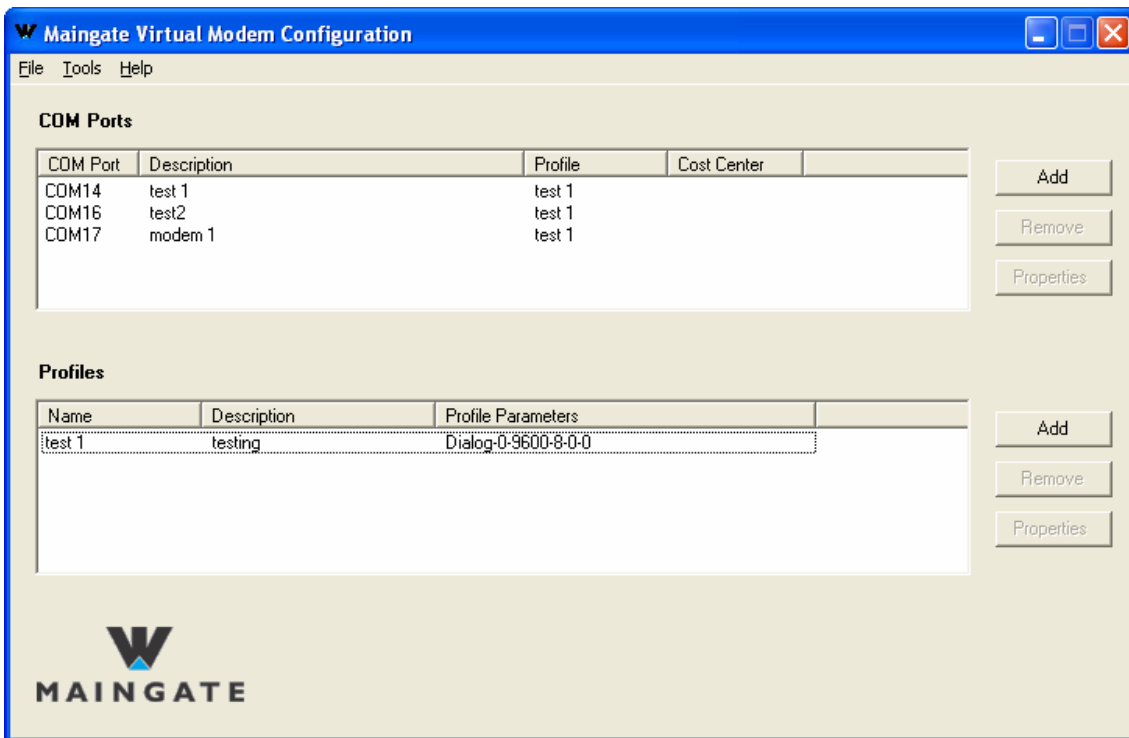 Maingate Virtual Modem Configuration
File Tools Help
COM Ports
COM Port Description Profile Cost Center
COM14 test 1 test 1
COM16 test2 test 1
COM17 modem 1 test 1
Add
Remove
Properties
Profiles
Name Description Profile Parameters
test 1 testing Dialog-0-9600-8-0-0
Add
Remove
Properties
MAINGATE